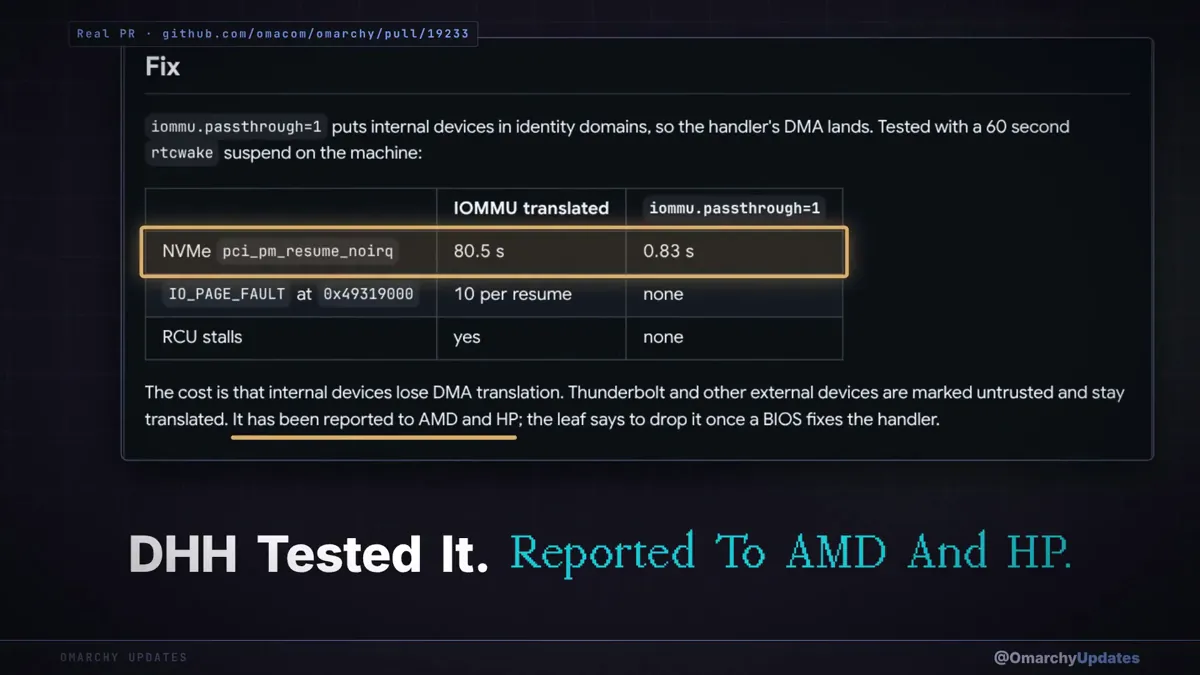 Real PR · github.com/omacom/omarchy/pull/19233
Fix
iommu.passthrough=1 puts internal devices in identity domains, so the handler's DMA lands. Tested with a 60 second
rtcwake suspend on the machine:
IOMMU translated iommu.passthrough=1
NVMe pci_pm_resume_noirq 80.5 s 0.83 s
IO_PAGE_FAULT at 0x49319000 10 per resume none
RCU stalls yes none
The cost is that internal devices lose DMA translation. Thunderbolt and other external devices are marked untrusted and stay
translated. It has been reported to AMD and HP; the leaf says to drop it once a BIOS fixes the handler.
DHH Tested It. Reported To AMD And HP.
OMARCHY UPDATES
@OmarchyUpdates